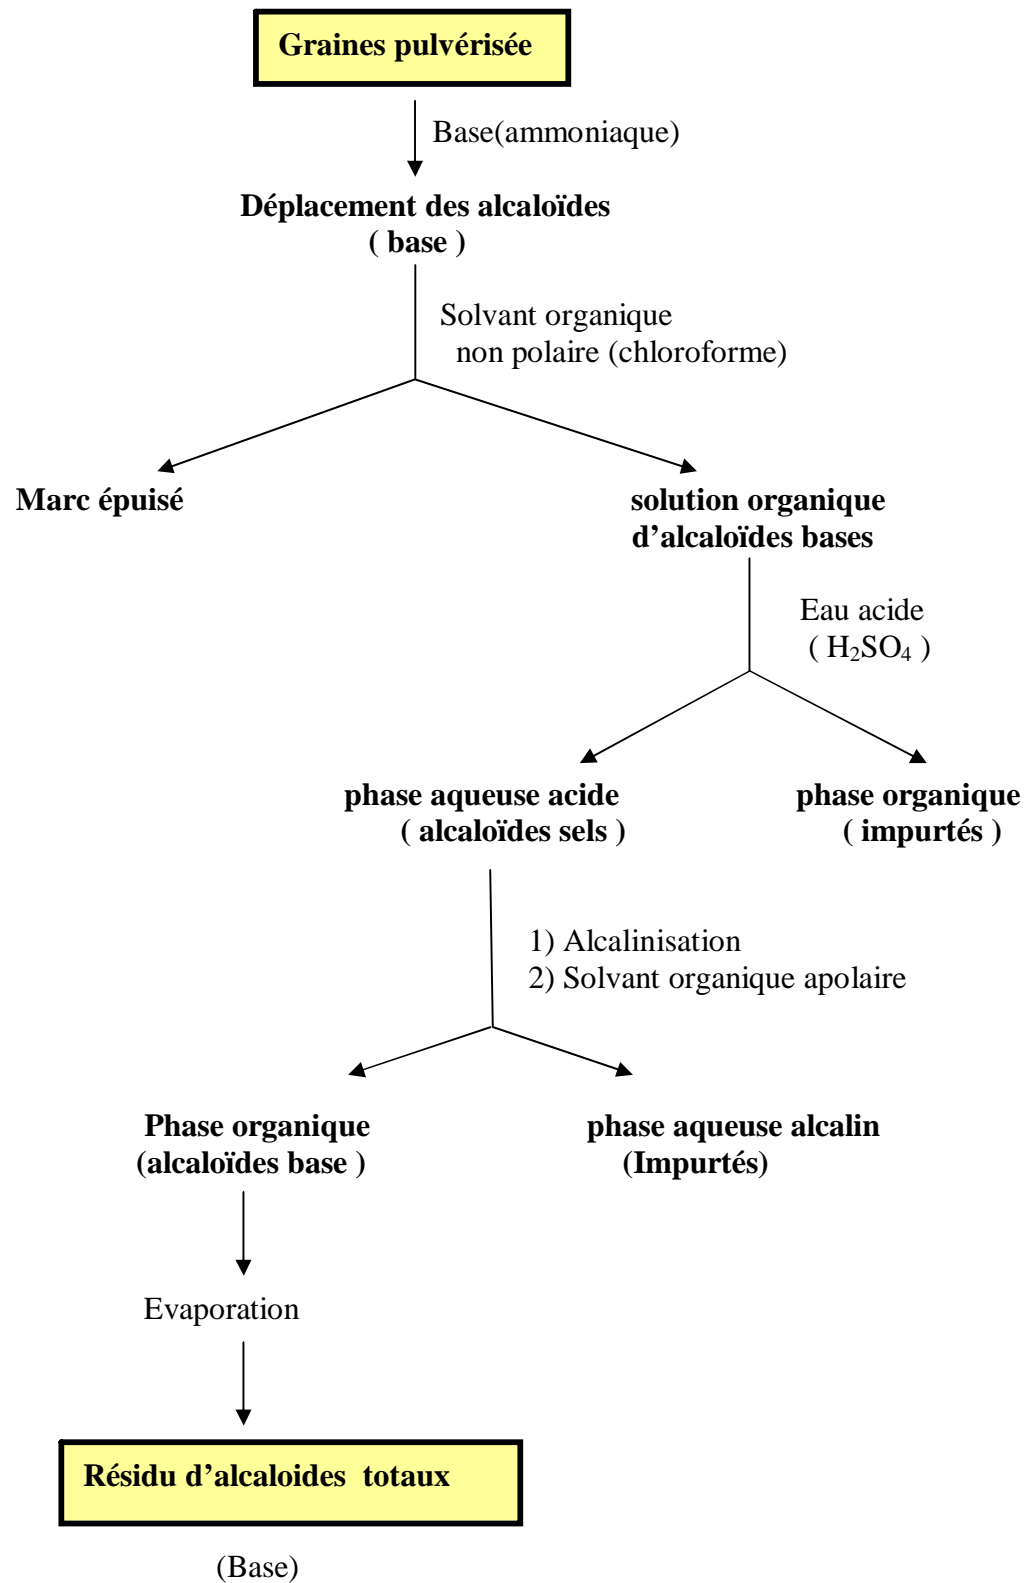 Graines pulvérisée
Base(ammoniaque)
Déplacement des alcaloïdes
( base )
Solvant organique
non polaire (chloroforme)
Marc épuisé
solution organique
d’alcaloïdes bases
Eau acide
( H₂SO₄ )
phase aqueuse acide
( alcaloïdes sels )
phase organique
( impurtés )
1) Alcalinisation
2) Solvant organique apolaire
Phase organique
(alcaloïdes base )
phase aqueuse alcalin
(Impurtés)
Evaporation
Résidu d’alcaloides totaux
(Base)